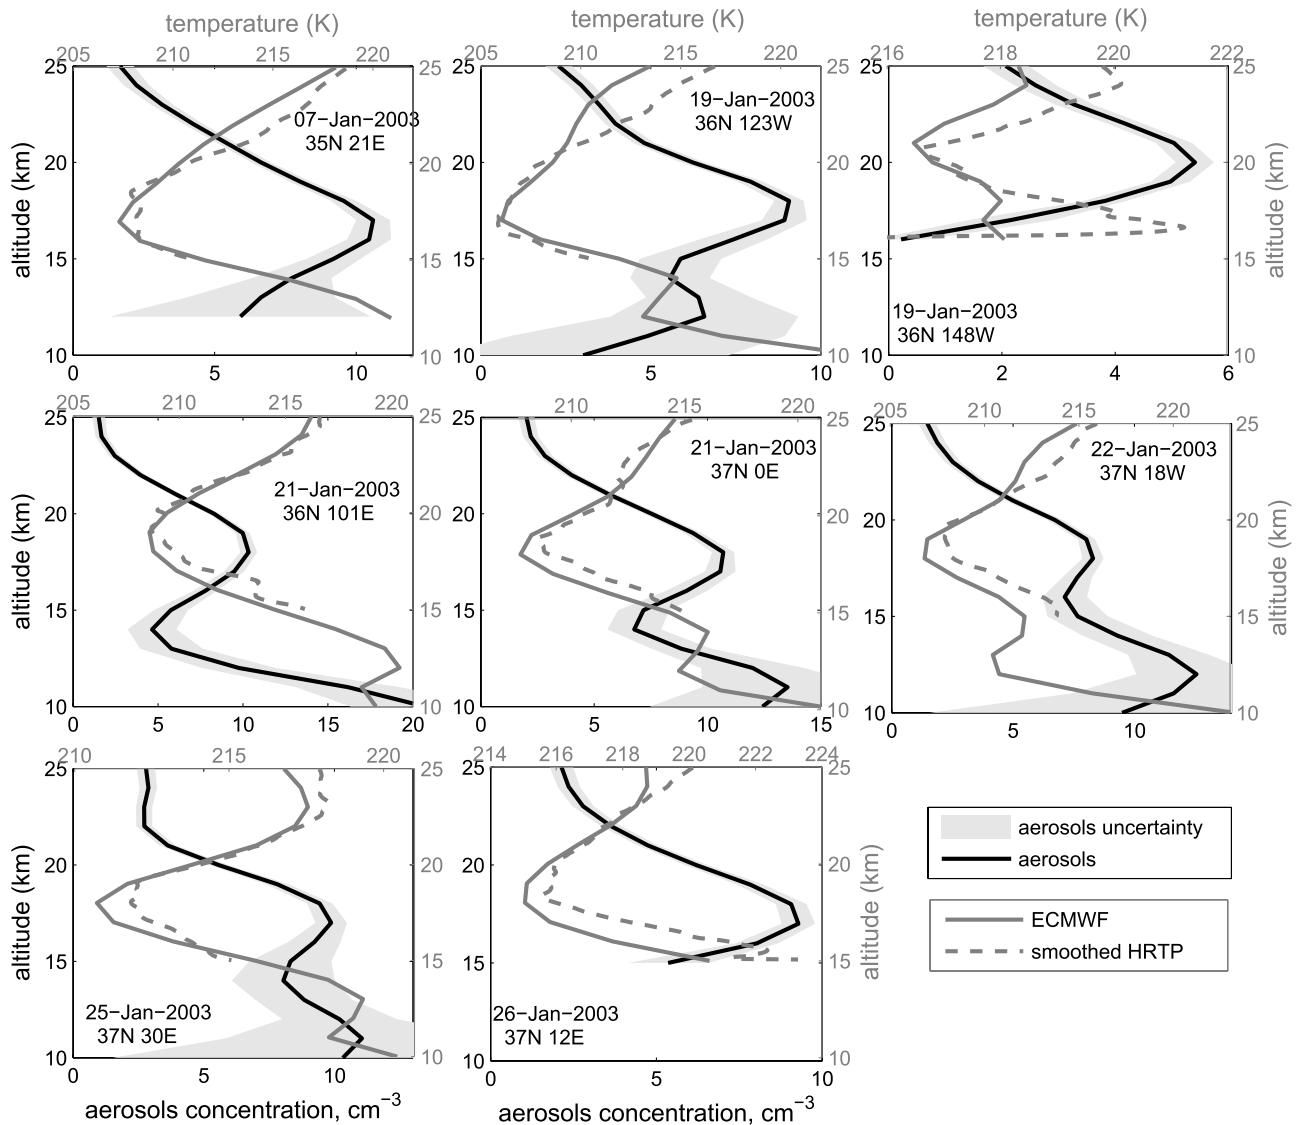 temperature (K)
temperature (K)
temperature (K)
205 210 215 220
205 210 215 220
216 218 220 222
25 20 15 10
altitude (km)
07−Jan−2003
35N 21E
25 20 15 10
0 5 10
25 20 15 10
19−Jan−2003
36N 123W
25 20 15 10
0 5 10
25 20 15 10
19−Jan−2003
36N 148W
25 20 15 10
altitude (km)
0 2 4 6
205 210 215 220
210 215 220
205 210 215 220
25 20 15 10
altitude (km)
21−Jan−2003
36N 101E
25 20 15 10
0 5 10 15 20
25 20 15 10
21−Jan−2003
37N 0E
25 20 15 10
0 5 10 15
25 20 15 10
22−Jan−2003
37N 18W
25 20 15 10
altitude (km)
0 5 10
210 215 220
214 216 218 220 222 224
25 20 15 10
altitude (km)
25−Jan−2003
37N 30E
25 20 15 10
0 5 10
aerosols concentration, cm−3
25 20 15 10
26−Jan−2003
37N 12E
25 20 15 10
altitude (km)
0 5 10
aerosols concentration, cm−3
aerosols uncertainty
aerosols
ECMWF
smoothed HRTP